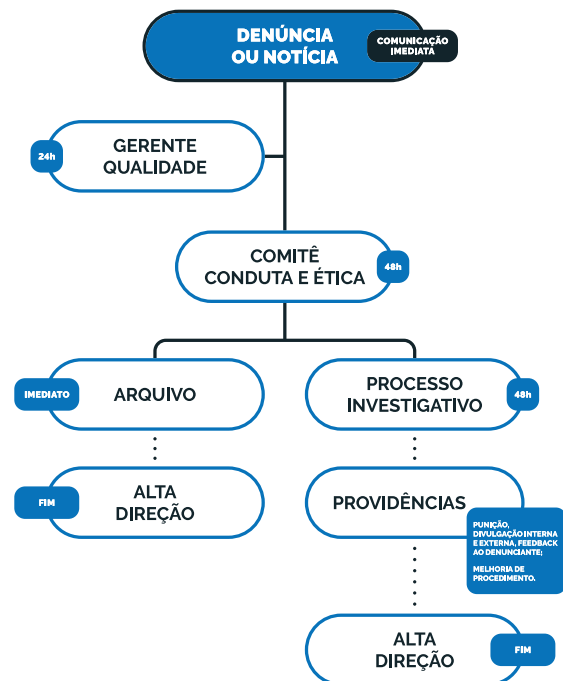 DENÚNCIA
OU NOTÍCIA
COMUNICAÇÃO
IMEDIATA
24h
GERENTE
QUALIDADE
COMITÊ
CONDUTA E ÉTICA
48h
IMEDIATO
ARQUIVO
PROCESSO
INVESTIGATIVO
48h
FIM
ALTA
DIREÇÃO
PROVIDÊNCIAS
PUNIÇÃO,
DIVULGAÇÃO INTERNA
E EXTERNA, FEEDBACK
AO DENUNCIANTE;
MELHORIA DE
PROCEDIMENTO.
ALTA
DIREÇÃO
FIM